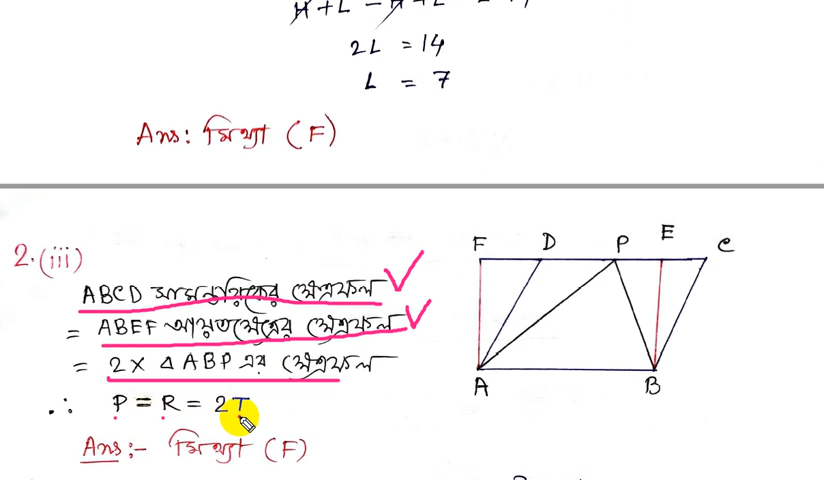 2L = 14
L = 7
Ans: মিথ্যা (F)
2.(iii)
ABCD সামন্তরিকের ক্ষেত্রফল
= ABEF আয়তক্ষেত্রের ক্ষেত্রফল
= 2 × Δ ABP এর ক্ষেত্রফল
∴ P = R = 2T
Ans:- মিথ্যা (F)
F D P E C
A B